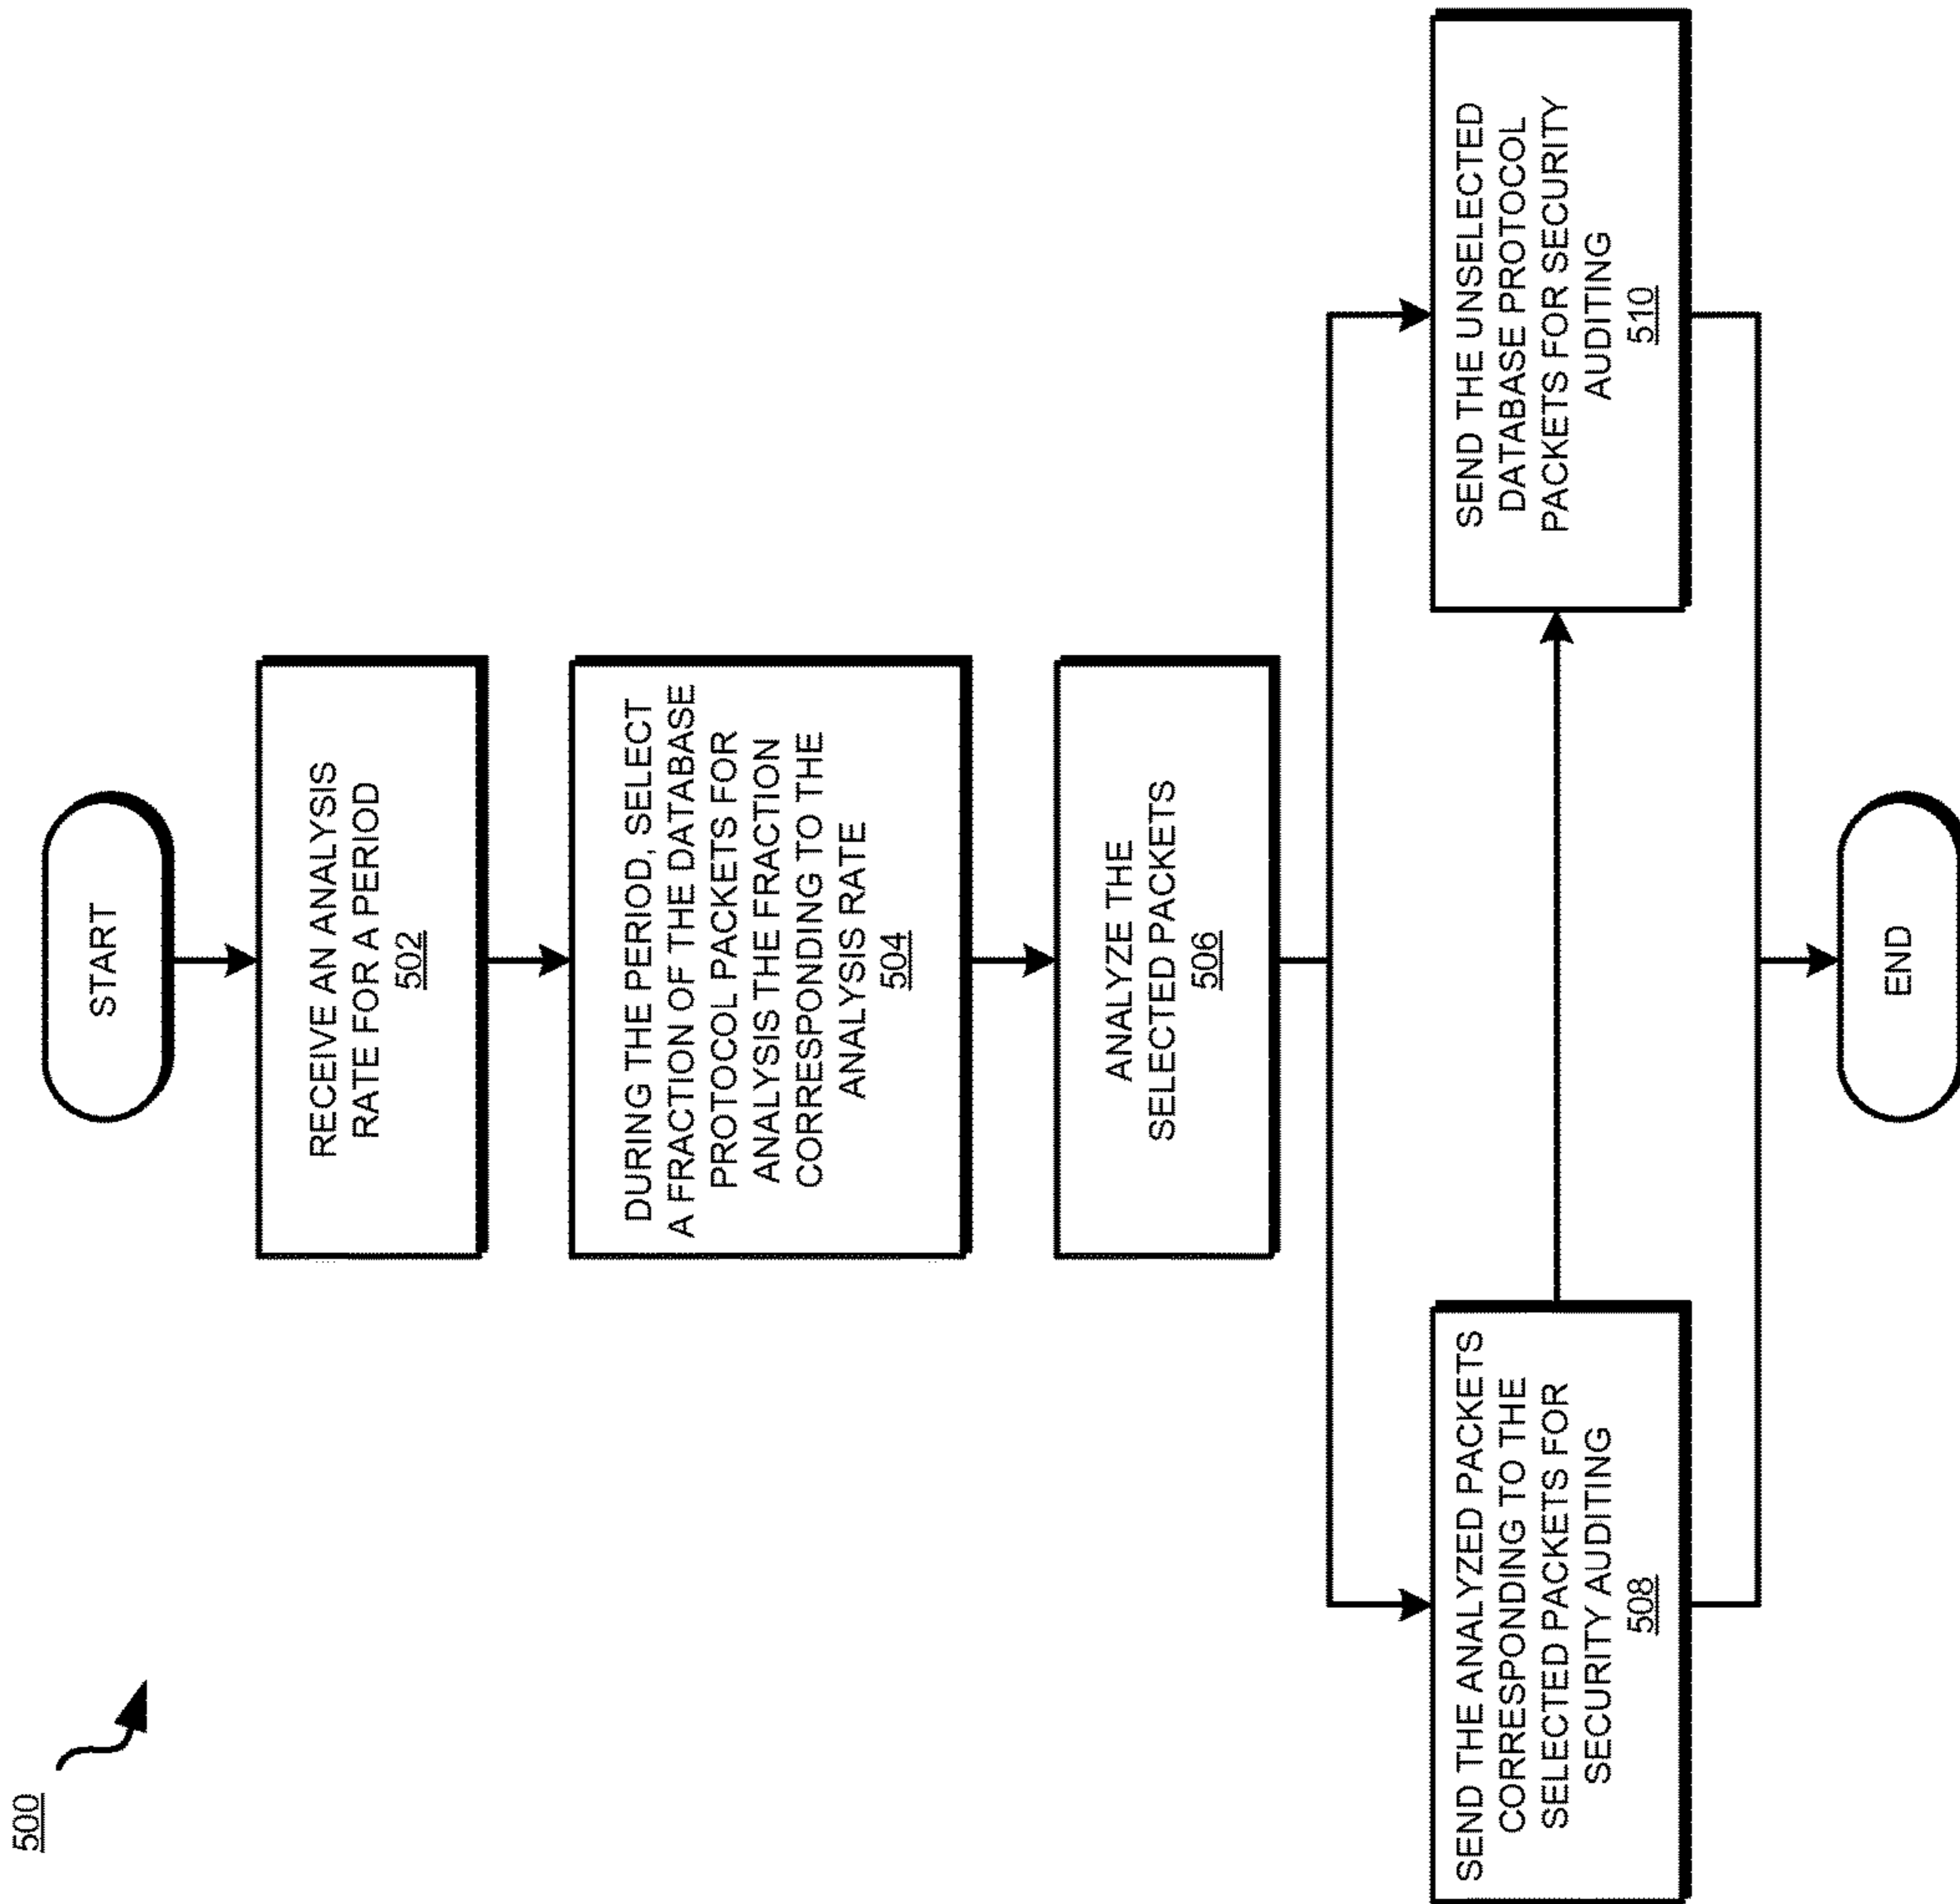 500
START
RECEIVE AN ANALYSIS
RATE FOR A PERIOD
502
DURING THE PERIOD, SELECT
A FRACTION OF THE DATABASE
PROTOCOL PACKETS FOR
ANALYSIS THE FRACTION
CORRESPONDING TO THE
ANALYSIS RATE
504
ANALYZE THE
SELECTED PACKETS
506
SEND THE ANALYZED PACKETS
CORRESPONDING TO THE
SELECTED PACKETS FOR
SECURITY AUDITING
508
SEND THE UNSELECTED
DATABASE PROTOCOL
PACKETS FOR SECURITY
AUDITING
510
END